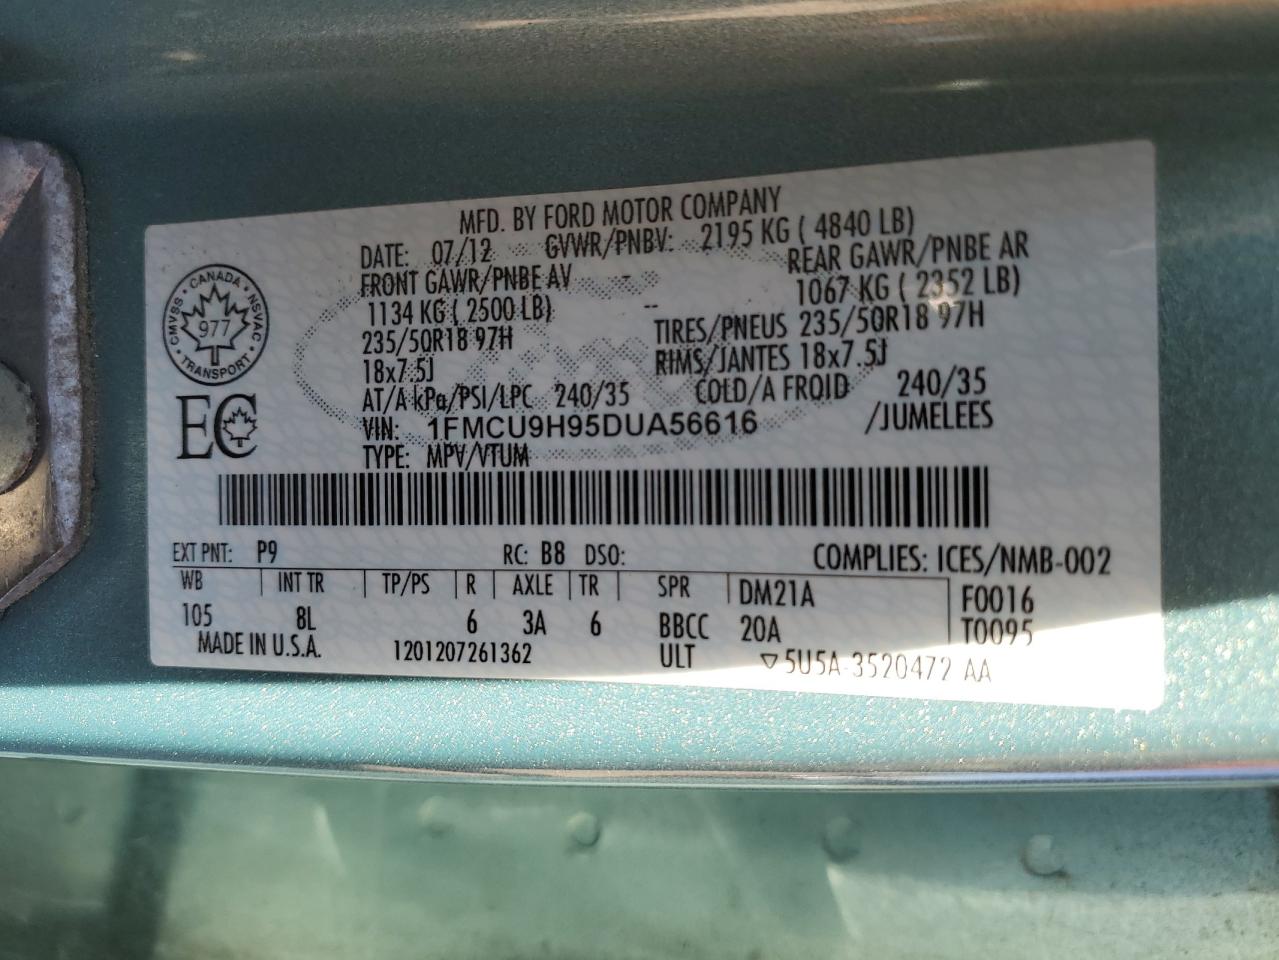 MFD. BY FORD MOTOR COMPANY
DATE: 07/12 GVWR/PNBV: 2195 KG ( 4840 LB)
FRONT GAWR/PNBE AV REAR GAWR/PNBE AR
1134 KG ( 2500 LB) -- 1067 KG ( 2352 LB)
235/50R18 97H TIRES/PNEUS 235/50R18 97H
18x7.5J RIMS/JANTES 18x7.5J
AT/A kPa/PSI/LPC 240/35 COLD/A FROID 240/35
VIN: 1FMCU9H95DUA56616 /JUMELEES
TYPE: MPV/VTUM
CANADA
CMVSS 977 NSVAC
TRANSPORT
EC
EXT PNT: P9 RC: B8 DSO: COMPLIES: ICES/NMB-002
WB INT TR TP/PS R AXLE TR SPR DM21A F0016
105 8L 6 3A 6 BBCC 20A T0095
MADE IN U.S.A. 1201207261362 ULT ▽5U5A-3520472 AA